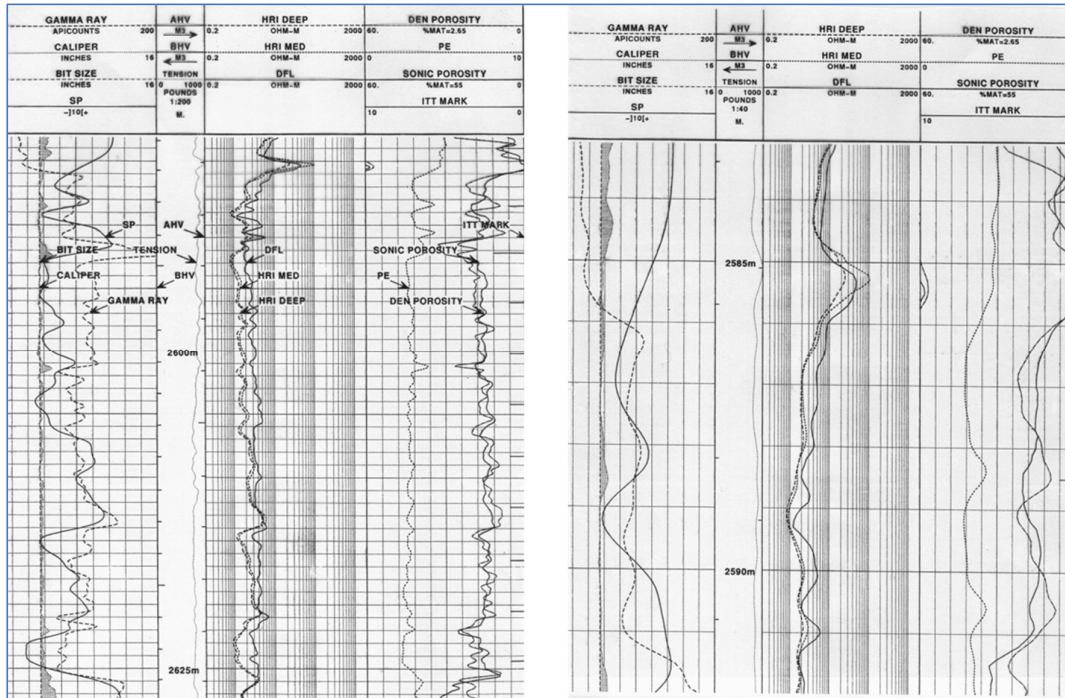 GAMMA RAY AHV HRI DEEP DEN POROSITY
APICOUNTS 200 M3 0.2 OHM-M 2000 60. %MAT=2.65 0
CALIPER BHV HRI MED PE
INCHES 16 M3 0.2 OHM-M 2000 0 10
BIT SIZE TENSION DFL SONIC POROSITY
INCHES 16 0 1000 0.2 OHM-M 2000 60. %MAT=55 0
SP POUNDS ITT MARK
-]10[+ 1:200 10 0
M.
SP AHV ITT MARK
BIT SIZE TENSION DFL SONIC POROSITY
CALIPER BHV HRI MED PE
GAMMA RAY HRI DEEP DEN POROSITY
2600m
2625m
GAMMA RAY AHV HRI DEEP DEN POROSITY
APICOUNTS 200 M3 0.2 OHM-M 2000 60. %MAT=2.65
CALIPER BHV HRI MED PE
INCHES 16 M3 0.2 OHM-M 2000 0
BIT SIZE TENSION DFL SONIC POROSITY
INCHES 16 0 1000 0.2 OHM-M 2000 60. %MAT=55
SP POUNDS ITT MARK
-]10[+ 1:40 10
M.
2585m
2590m